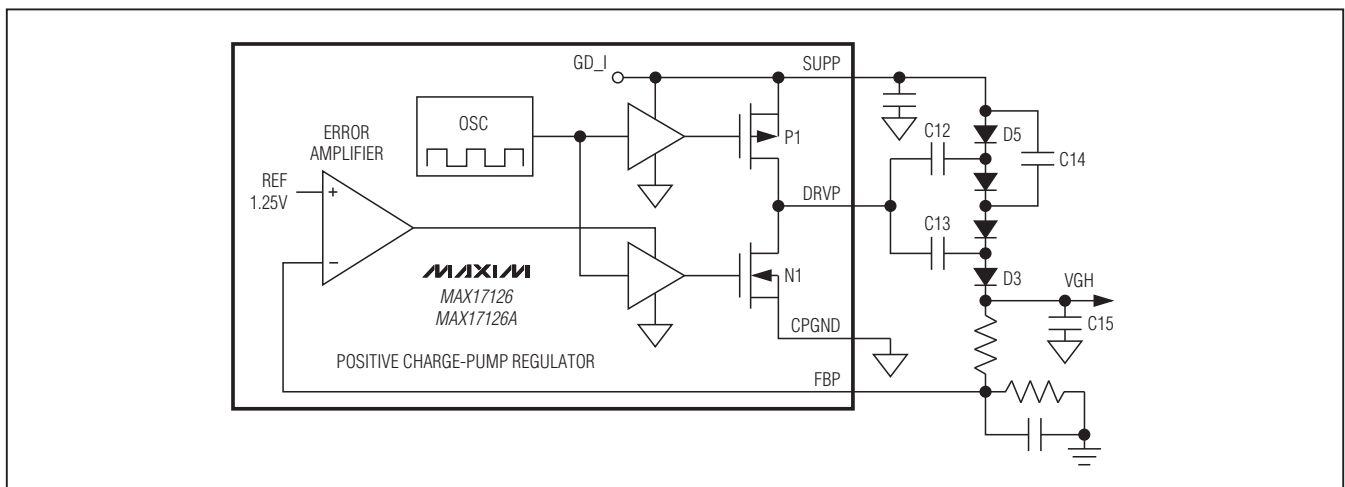 GD_I
SUPP
OSC
ERROR
AMPLIFIER
REF
1.25V
+
−
P1
DRVP
N1
CPGND
MAXIM
MAX17126
MAX17126A
POSITIVE CHARGE-PUMP REGULATOR
FBP
C12
D5
C14
C13
D3
VGH
C15